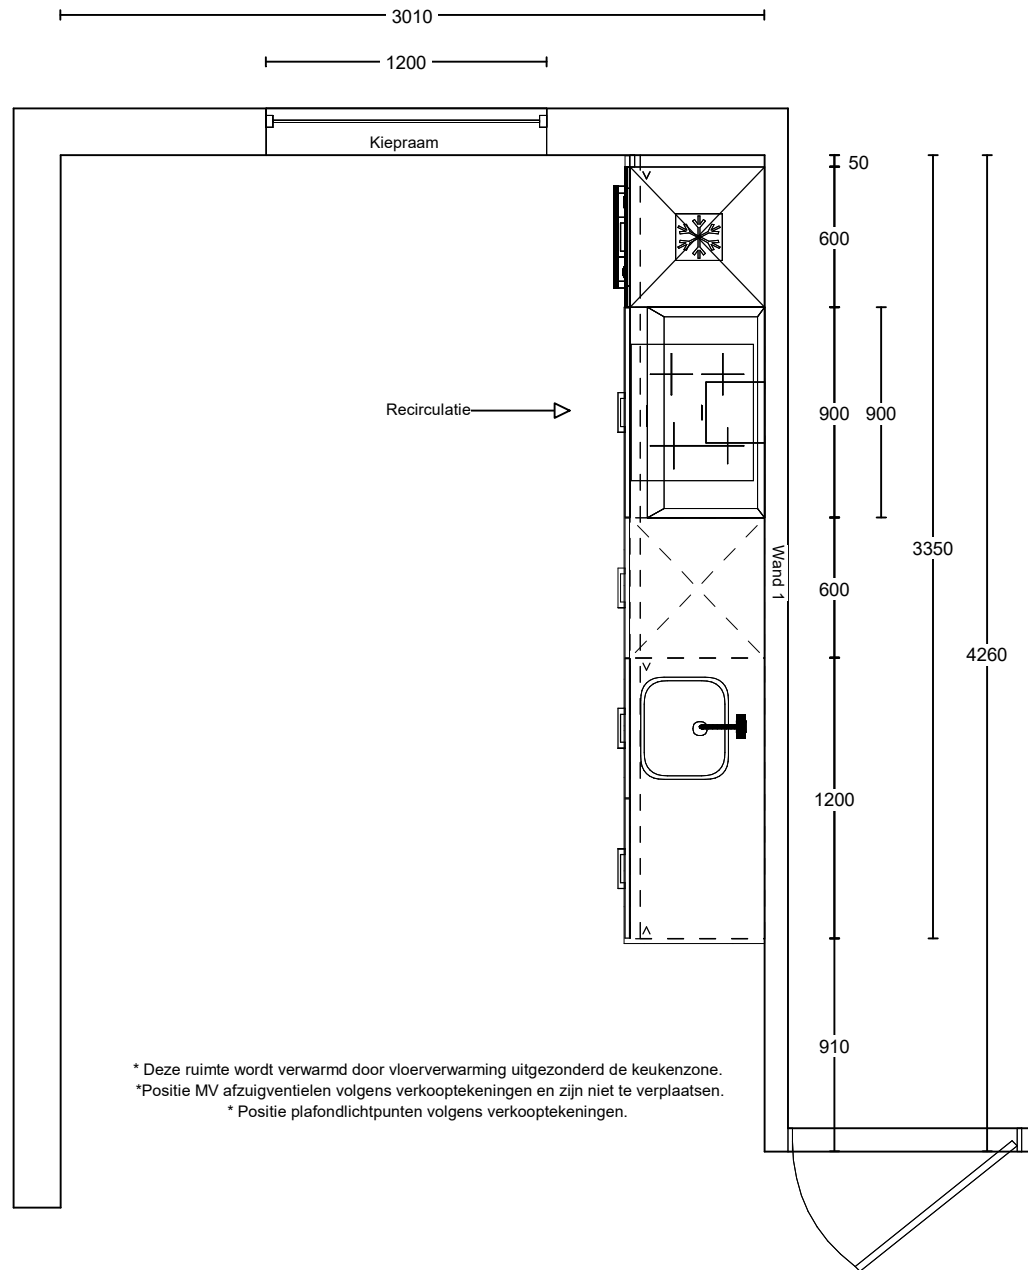 3010
1200
Kiepraam
50
600
Recirculatie
900
900
3350
Wand 1
600
4260
1200
910
* Deze ruimte wordt verwarmd door vloerverwarming uitgezonderd de keukenzone.
*Positie MV afzuigventielen volgens verkooptekeningen en zijn niet te verplaatsen.
* Positie plafondlichtpunten volgens verkooptekeningen.